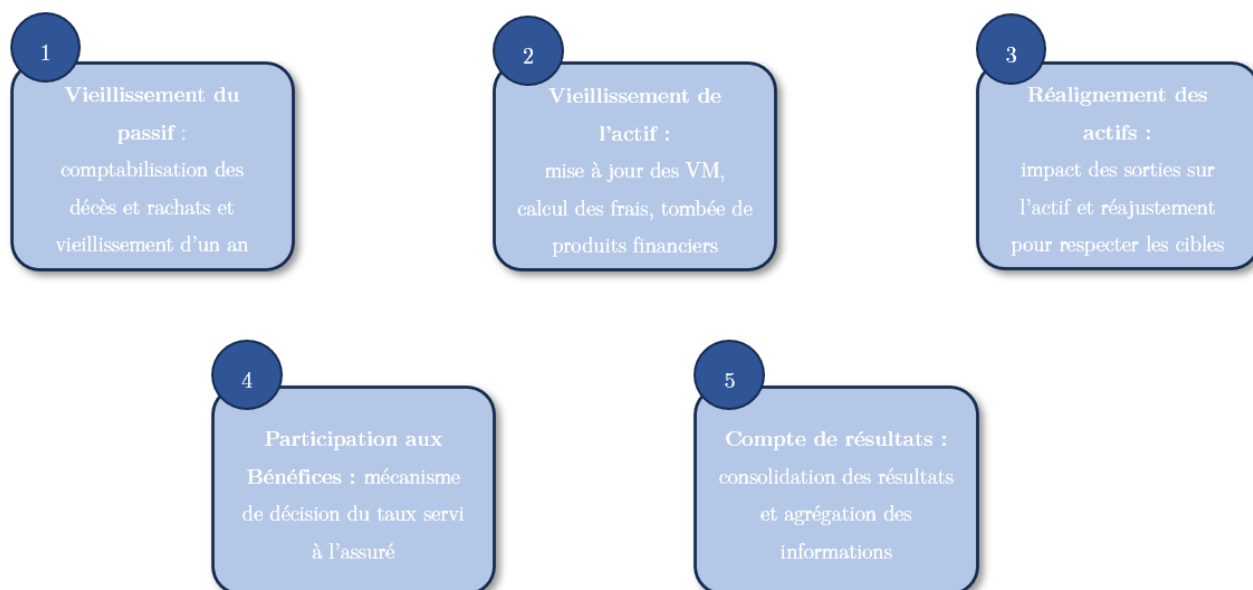 1
Vieillissement du
passif :
comptabilisation des
décès et rachats et
vieillissement d'un an
2
Vieillissement de
l'actif :
mise à jour des VM,
calcul des frais, tombée de
produits financiers
3
Réalignement des
actifs :
impact des sorties sur
l'actif et réajustement
pour respecter les cibles
4
Participation aux
Bénéfices : mécanisme
de décision du taux servi
à l'assuré
5
Compte de résultats :
consolidation des résultats
et agrégation des
informations